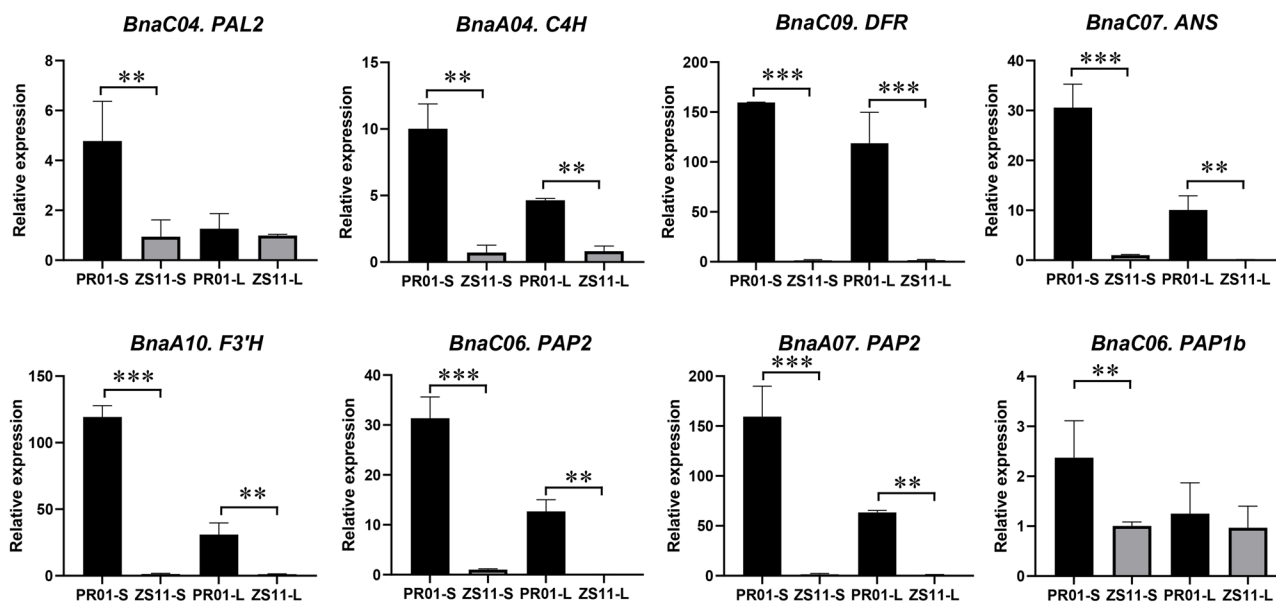 BnaC04. PAL2
BnaA04. C4H
BnaC09. DFR
BnaC07. ANS
Relative expression
8
6
4
2
0
**
PR01-S ZS11-S PR01-L ZS11-L
Relative expression
15
10
5
0
**
**
PR01-S ZS11-S PR01-L ZS11-L
Relative expression
200
150
100
50
0
***
***
PR01-S ZS11-S PR01-L ZS11-L
Relative expression
40
30
20
10
0
***
**
PR01-S ZS11-S PR01-L ZS11-L
BnaA10. F3'H
BnaC06. PAP2
BnaA07. PAP2
BnaC06. PAP1b
Relative expression
150
100
50
0
***
**
PR01-S ZS11-S PR01-L ZS11-L
Relative expression
40
30
20
10
0
***
**
PR01-S ZS11-S PR01-L ZS11-L
Relative expression
200
150
100
50
0
***
**
PR01-S ZS11-S PR01-L ZS11-L
Relative expression
4
3
2
1
0
**
PR01-S ZS11-S PR01-L ZS11-L